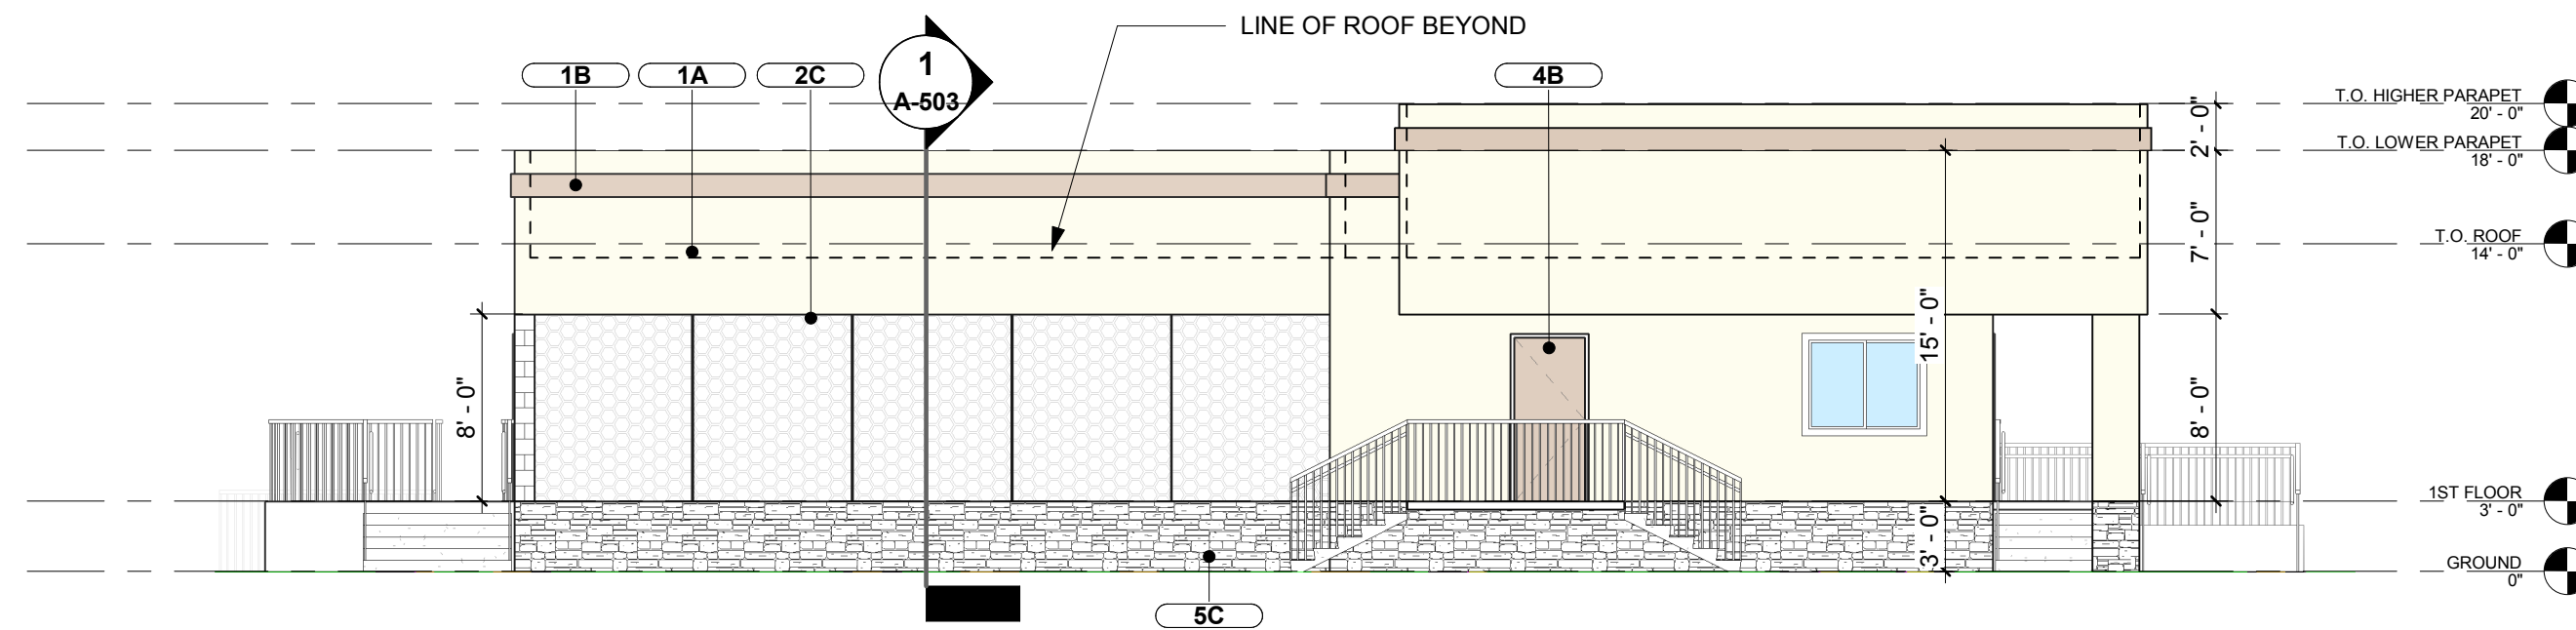 LINE OF ROOF BEYOND
1B
1A
2C
1
A-503
4B
T.O. HIGHER PARAPET
20' - 0"
T.O. LOWER PARAPET
18' - 0"
T.O. ROOF
14' - 0"
1ST FLOOR
3' - 0"
GROUND
0"
2' - 0"
7' - 0"
8' - 0"
15' - 0"
3' - 0"
8' - 0"
5C